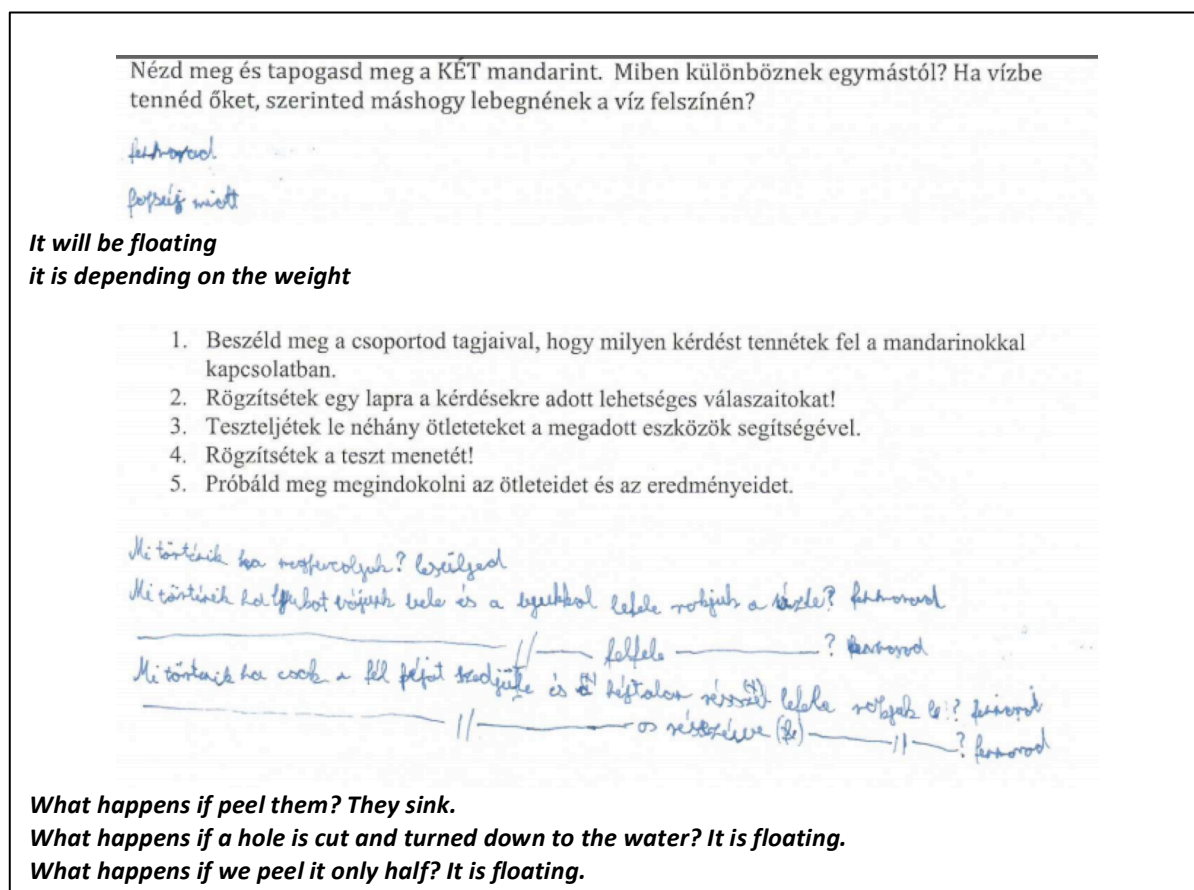 Nézd meg és tapogasd meg a KÉT mandarint. Miben különböznek egymástól? Ha vízbe
tennéd őket, szerinted máshogy lebegnének a víz felszínén?
fennmarad
miatt
It will be floating
it is depending on the weight
1. Beszéld meg a csoportod tagjaival, hogy milyen kérdést tennétek fel a mandarinokkal
kapcsolatban.
2. Rögzítsétek egy lapra a kérdésekre adott lehetséges válaszaitokat!
3. Teszteljétek le néhány ötleteteket a megadott eszközök segítségével.
4. Rögzítsétek a teszt menetét!
5. Próbáld meg megindokolni az ötleteidet és az eredményeidet.
Mi történik ha megpucoljuk? lesüljed
Mi történik ha lyukot vájunk bele és a lyukkal lefele rakjuk a vízbe? fennmarad
// felfele ? fennmarad
Mi történik ha csak a fél héját szedjük le és a héjtalan lefele rakjuk le? fennmarad
// os részére (le) // ? fennmarad
What happens if peel them? They sink.
What happens if a hole is cut and turned down to the water? It is floating.
What happens if we peel it only half? It is floating.